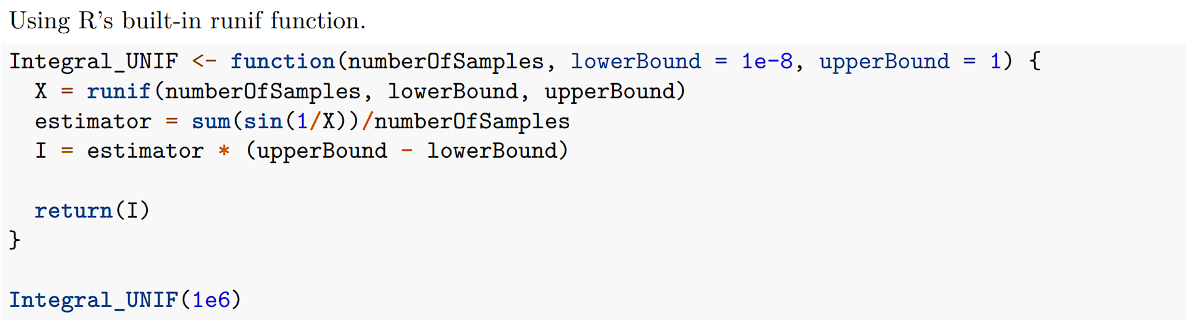 Using R's built-in runif function.
Integral_UNIF <- function(numberOfSamples, lowerBound = 1e-8, upperBound = 1) {
  X = runif(numberOfSamples, lowerBound, upperBound)
  estimator = sum(sin(1/X))/numberOfSamples
  I = estimator * (upperBound - lowerBound)

  return(I)
}

Integral_UNIF(1e6)